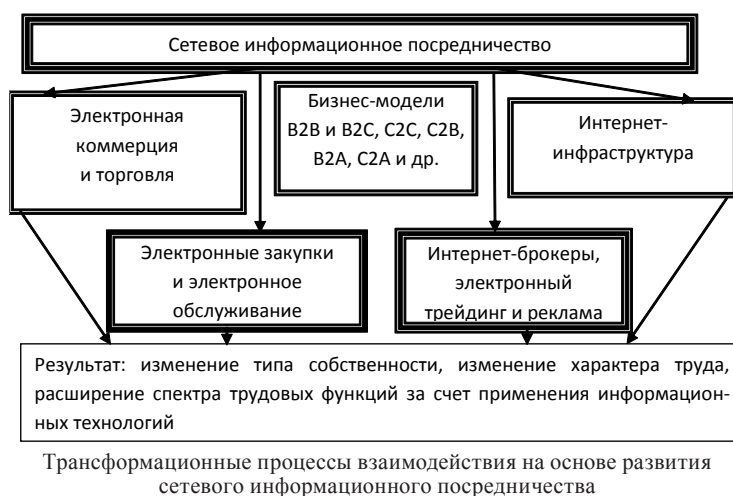 Сетевое информационное посредничество
Электронная
коммерция
и торговля
Бизнес-модели
B2B и B2C, C2C, C2B,
B2A, C2A и др.
Интернет-
инфраструктура
Электронные закупки
и электронное
обслуживание
Интернет-брокеры,
электронный
трейдинг и реклама
Результат: изменение типа собственности, изменение характера труда,
расширение спектра трудовых функций за счет применения информацион-
ных технологий
Трансформационные процессы взаимодействия на основе развития
сетевого информационного посредничества